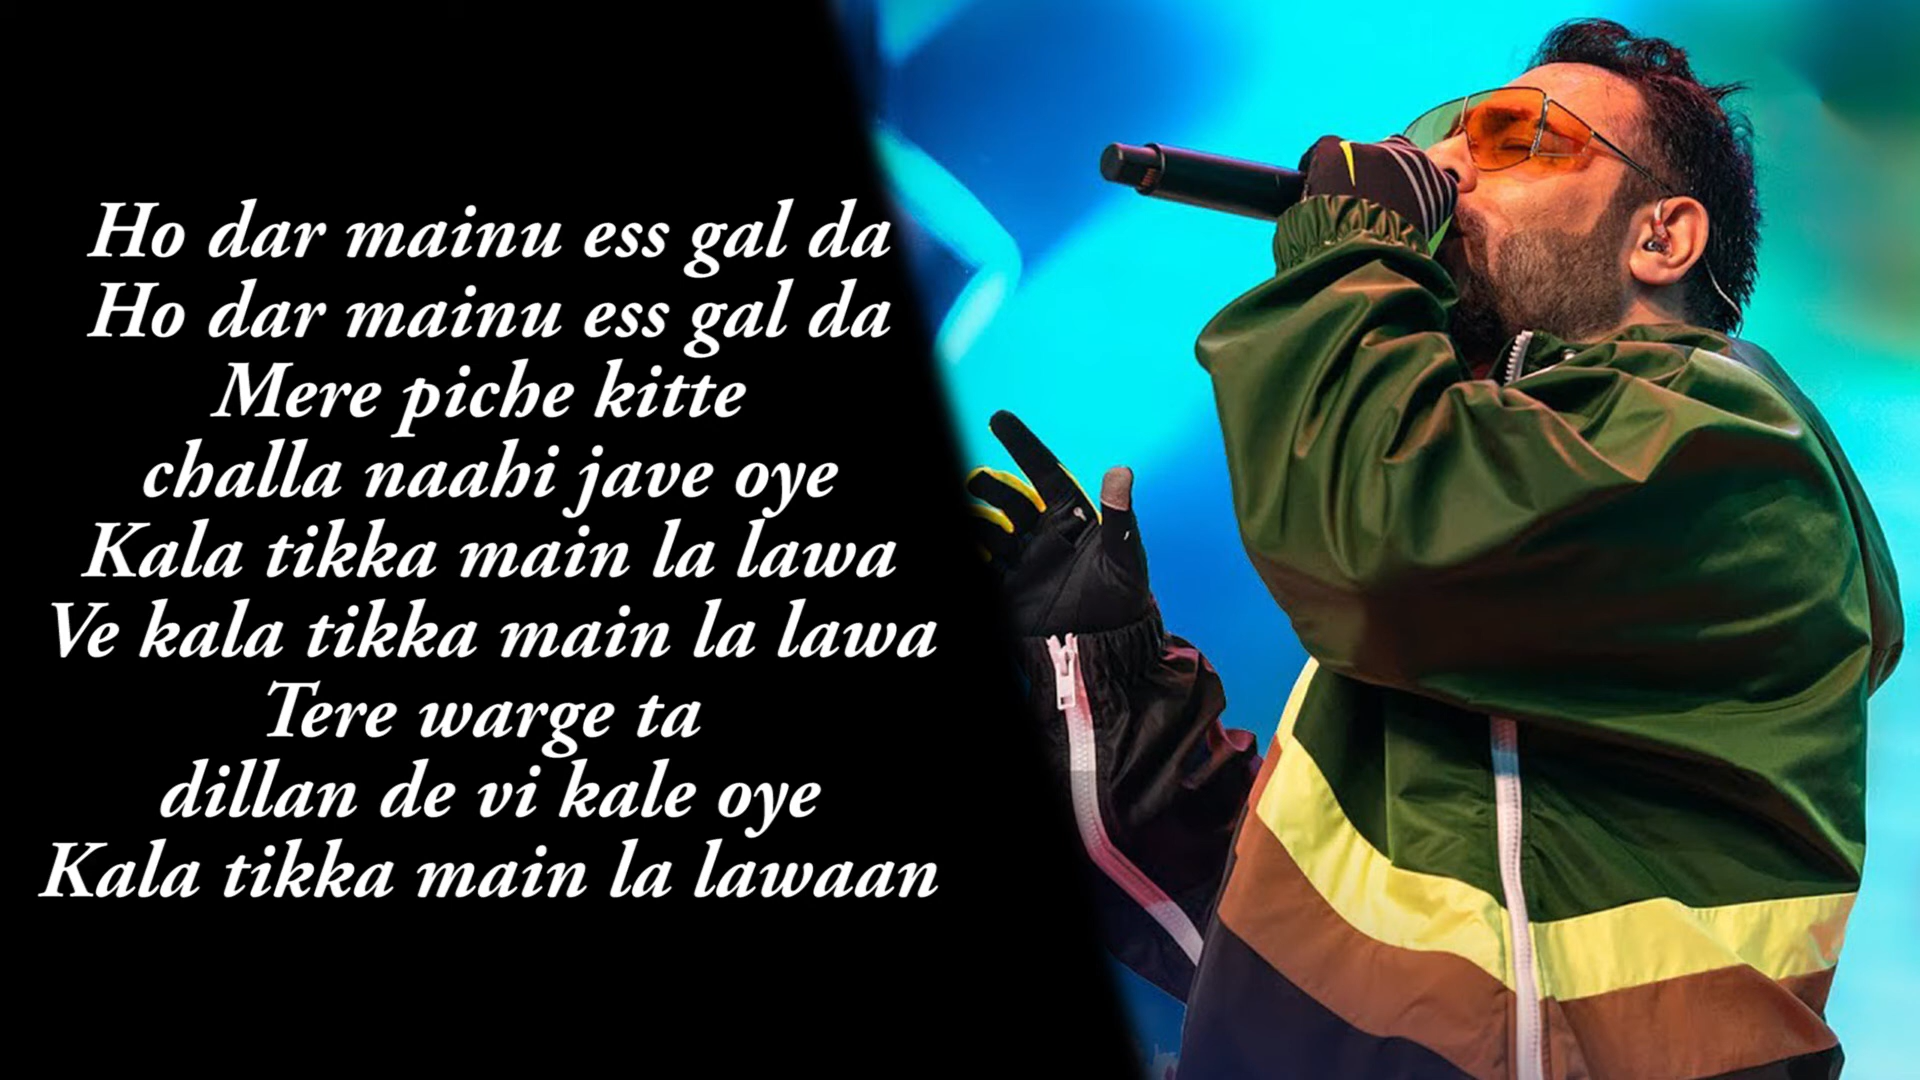 Ho dar mainu ess gal da
Ho dar mainu ess gal da
Mere piche kitte
challa naahi jave oye
Kala tikka main la lawa
Ve kala tikka main la lawa
Tere warge ta
dillan de vi kale oye
Kala tikka main la lawaan